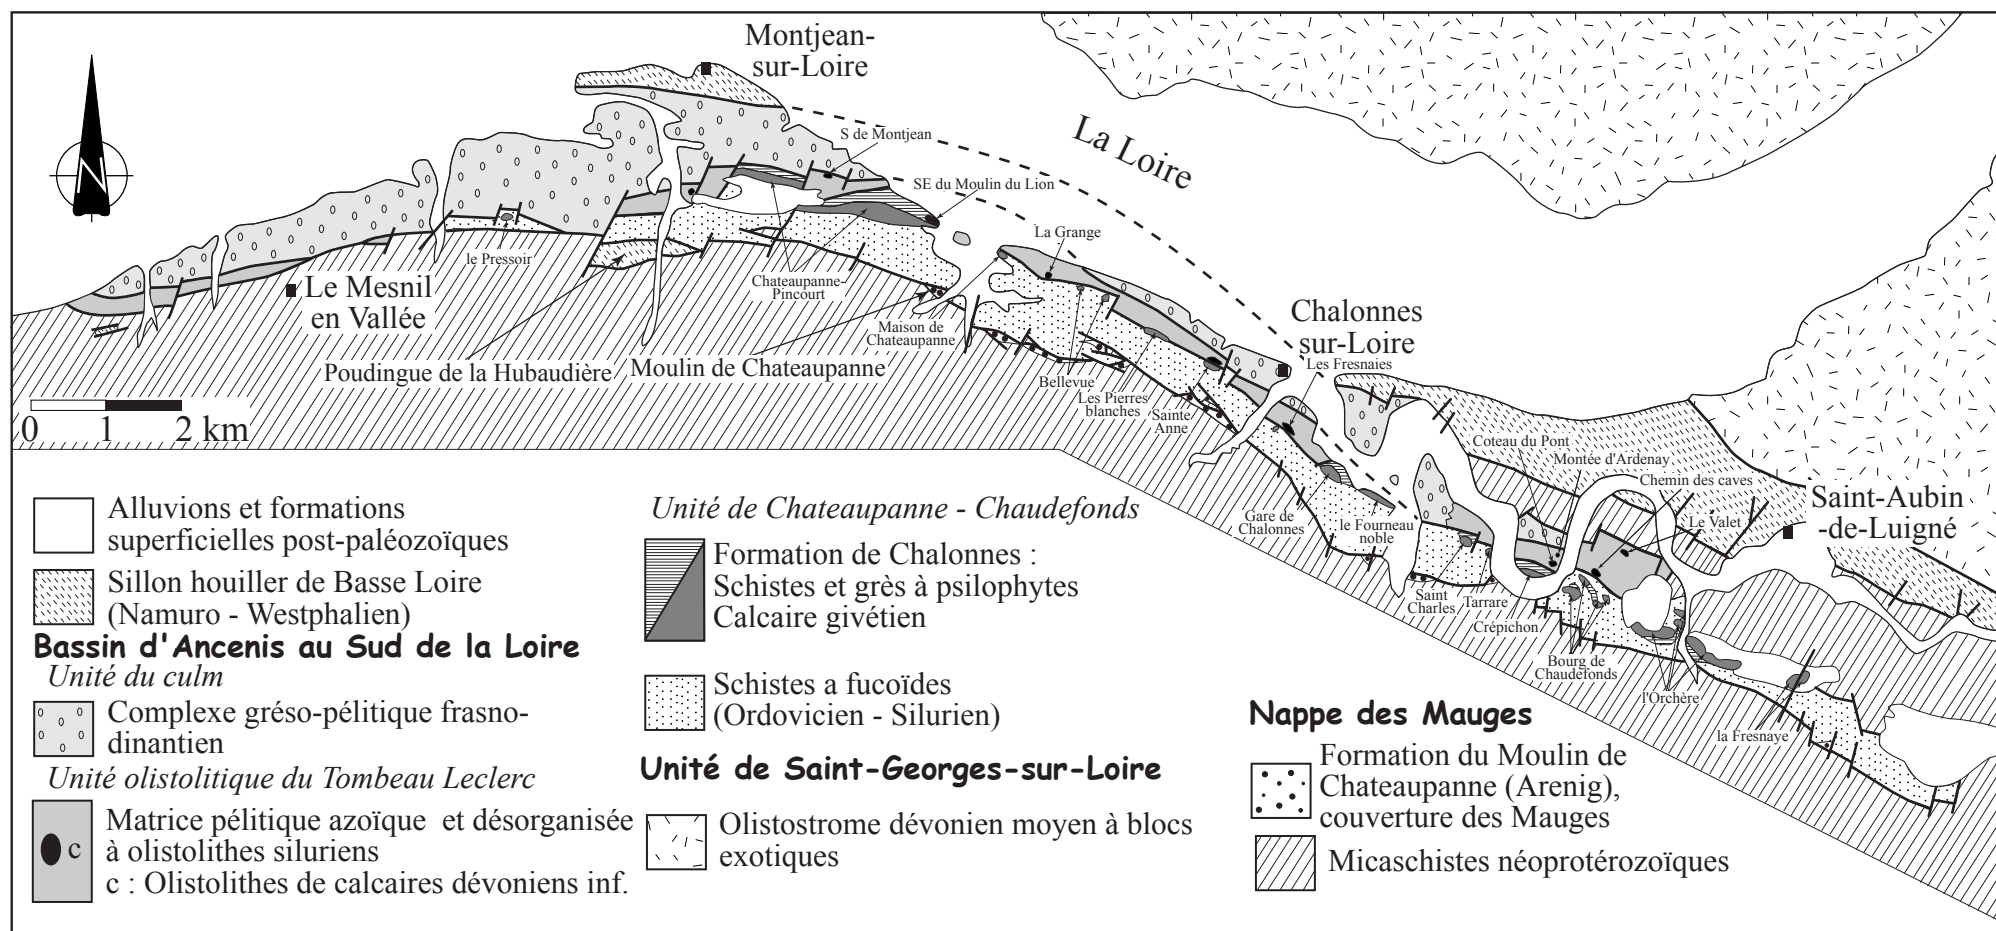 Montjean-
sur-Loire
S de Montjean
La Loire
N
SE du Moulin du Lion
La Grange
le Pressoir
Le Mesnil
en Vallée
Chateaupanne-
Pincourt
Maison de
Chateaupanne
Chalonnes
sur-Loire
Les Fresnaies
Poudingue de la Hubaudière
Moulin de Chateaupanne
Bellevue
Les Pierres
blanches
Sainte
Anne
0 1 2 km
Coteau du Pont
Montée d'Ardenay
Chemin des caves
Le Valet
Saint-Aubin
-de-Luigné
Gare de
Chalonnes
le Fourneau
noble
Saint
Charles
Tarrare
Crépichon
Bourg de
Chaudefonds
l'Orchère
la Fresnaye
Alluvions et formations
superficielles post-paléozoïques
Sillon houiller de Basse Loire
(Namuro - Westphalien)
Bassin d'Ancenis au Sud de la Loire
Unité du culm
Complexe gréso-pélitique frasno-
dinantien
Unité olistolitique du Tombeau Leclerc
c
Matrice pélitique azoïque et désorganisée
à olistolithes siluriens
c : Olistolithes de calcaires dévoniens inf.
Unité de Chateaupanne - Chaudefonds
Formation de Chalonnes :
Schistes et grès à psilophytes
Calcaire givétien
Schistes a fucoïdes
(Ordovicien - Silurien)
Unité de Saint-Georges-sur-Loire
Olistostrome dévonien moyen à blocs
exotiques
Nappe des Mauges
Formation du Moulin de
Chateaupanne (Arenig),
couverture des Mauges
Micaschistes néoprotérozoïques